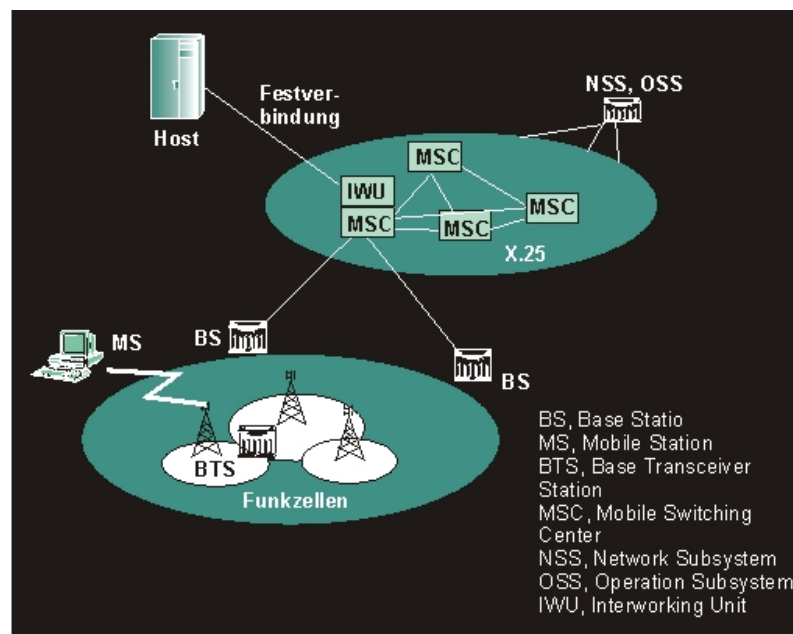 Festver-
bindung
Host
NSS, OSS
MSC
IWU
MSC
MSC
MSC
X.25
MS
BS
BS
BTS
Funkzellen
BS, Base Statio
MS, Mobile Station
BTS, Base Transceiver
Station
MSC, Mobile Switching
Center
NSS, Network Subsystem
OSS, Operation Subsystem
IWU, Interworking Unit